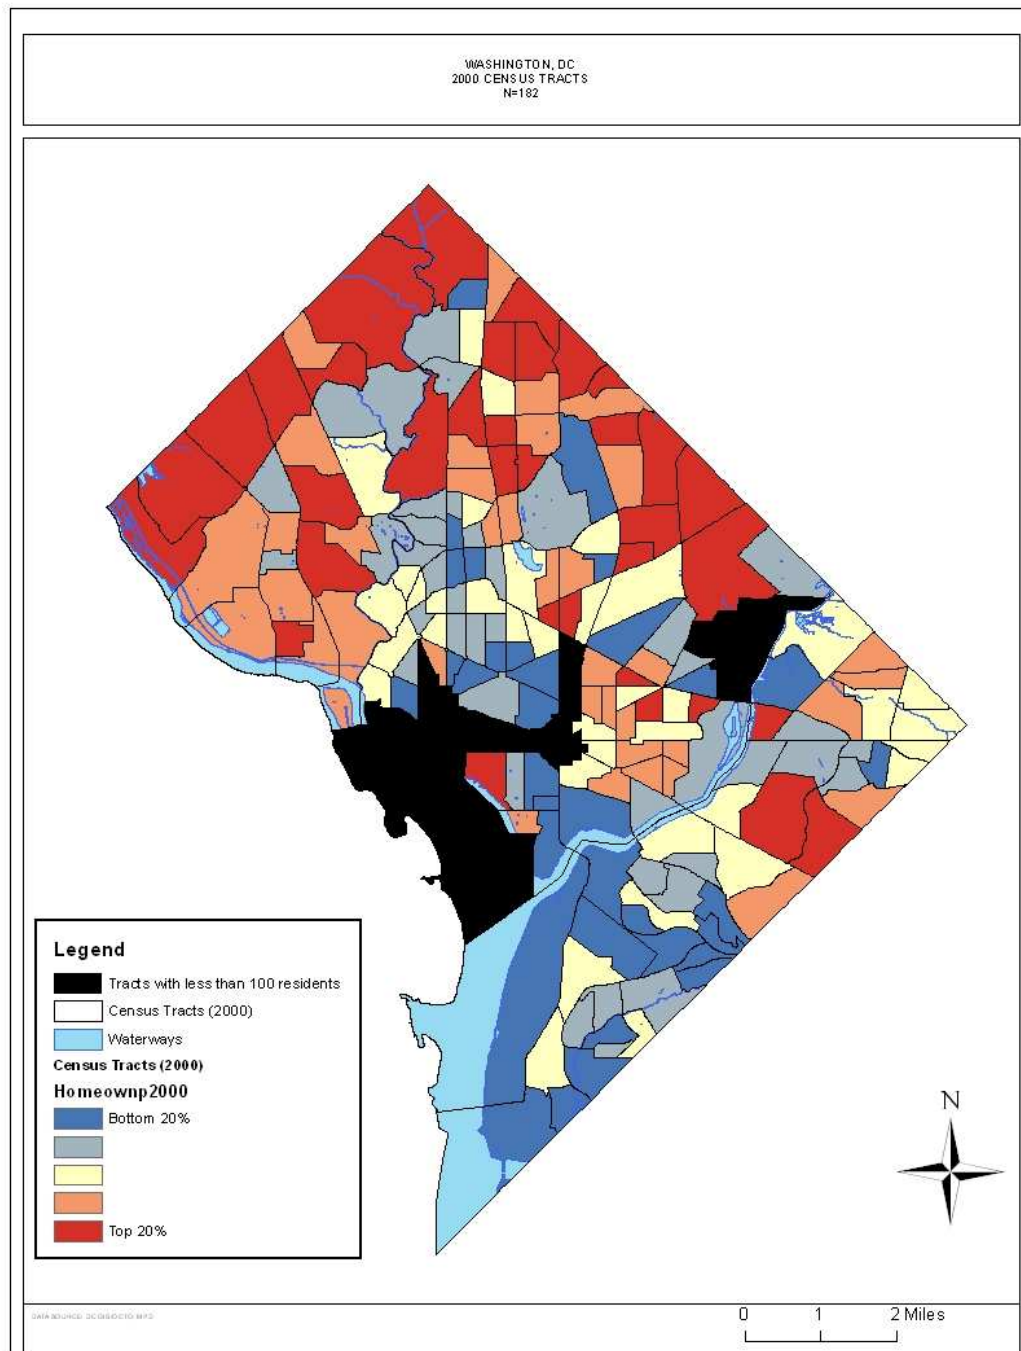 WASHINGTON, DC
2000 CENSUS TRACTS
N=182
Legend
Tracts with less than 100 residents
Census Tracts (2000)
Waterways
Census Tracts (2000)
Homeownp2000
Bottom 20%
Top 20%
N
0 1 2 Miles